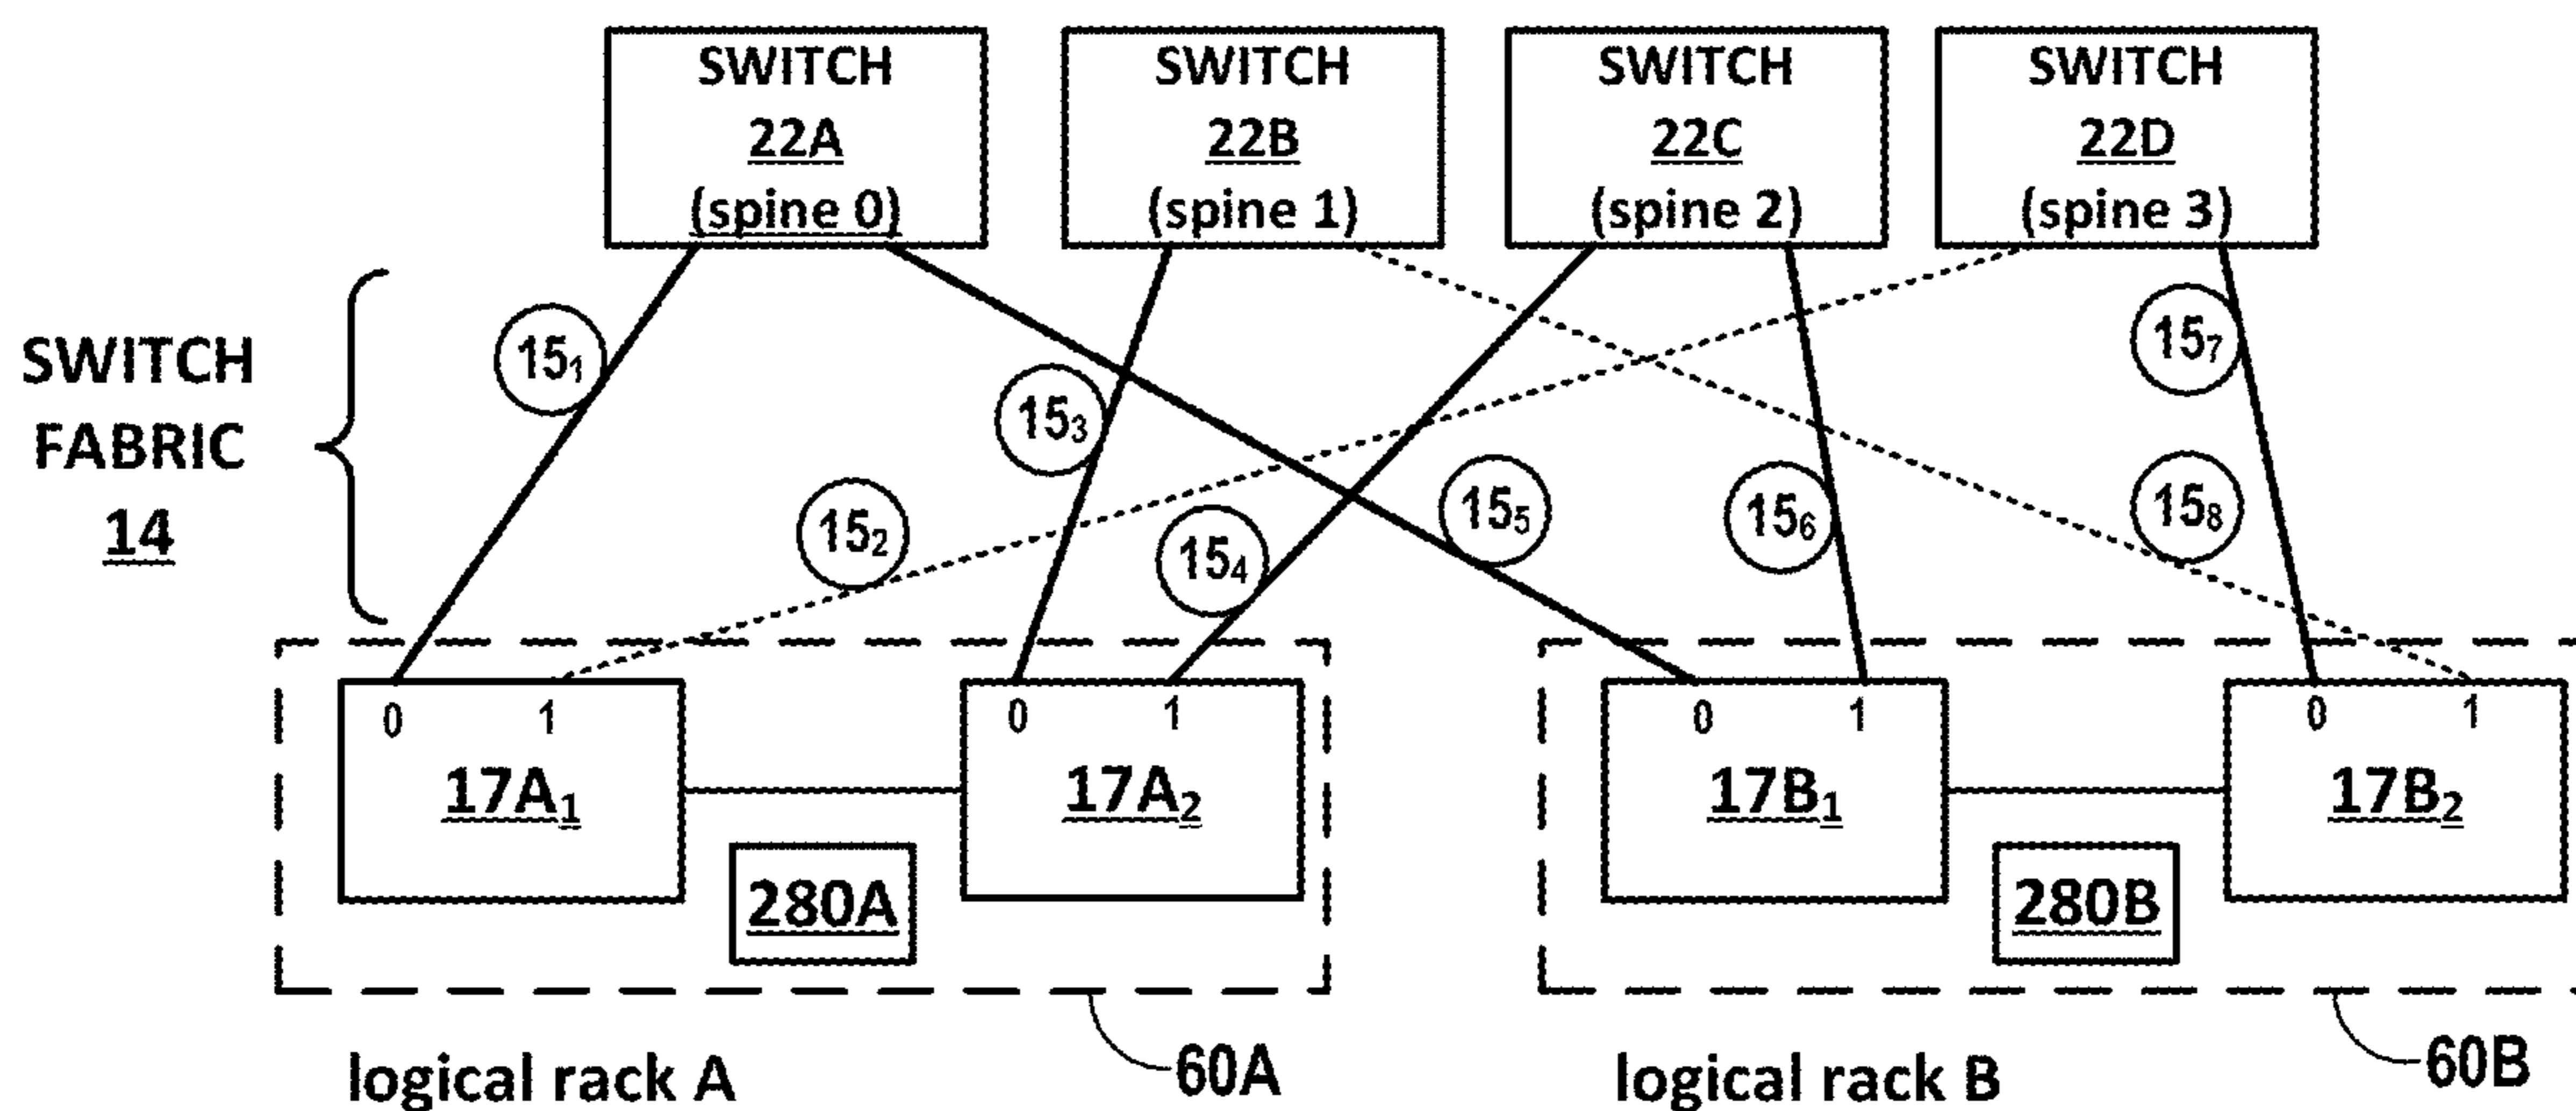 SWITCH
22A
(spine 0)
SWITCH
22B
(spine 1)
SWITCH
22C
(spine 2)
SWITCH
22D
(spine 3)
SWITCH
FABRIC
14
15₁
15₂
15₃
15₄
15₅
15₆
15₇
15₈
0 1
17A₁
0 1
17A₂
280A
0 1
17B₁
0 1
17B₂
280B
logical rack A
60A
logical rack B
60B